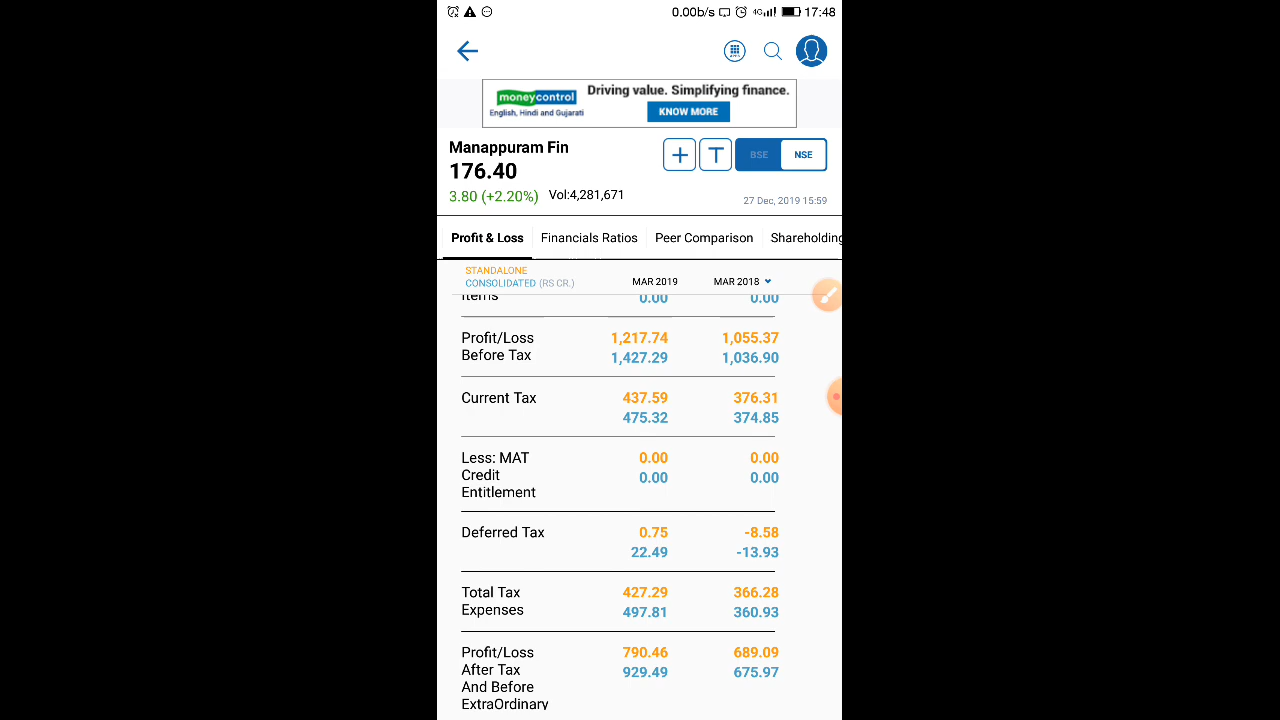 0.00b/s 4G 17:48
moneycontrol
English, Hindi and Gujarati
Driving value. Simplifying finance.
KNOW MORE
Manappuram Fin
176.40
3.80 (+2.20%) Vol:4,281,671
BSE NSE
27 Dec, 2019 15:59
Profit & Loss Financials Ratios Peer Comparison Shareholding
STANDALONE
CONSOLIDATED (RS CR.) MAR 2019 MAR 2018
Items 0.00 0.00
Profit/Loss 1,217.74 1,055.37
Before Tax 1,427.29 1,036.90
Current Tax 437.59 376.31
475.32 374.85
Less: MAT 0.00 0.00
Credit 0.00 0.00
Entitlement
Deferred Tax 0.75 -8.58
22.49 -13.93
Total Tax 427.29 366.28
Expenses 497.81 360.93
Profit/Loss 790.46 689.09
After Tax 929.49 675.97
And Before
ExtraOrdinary